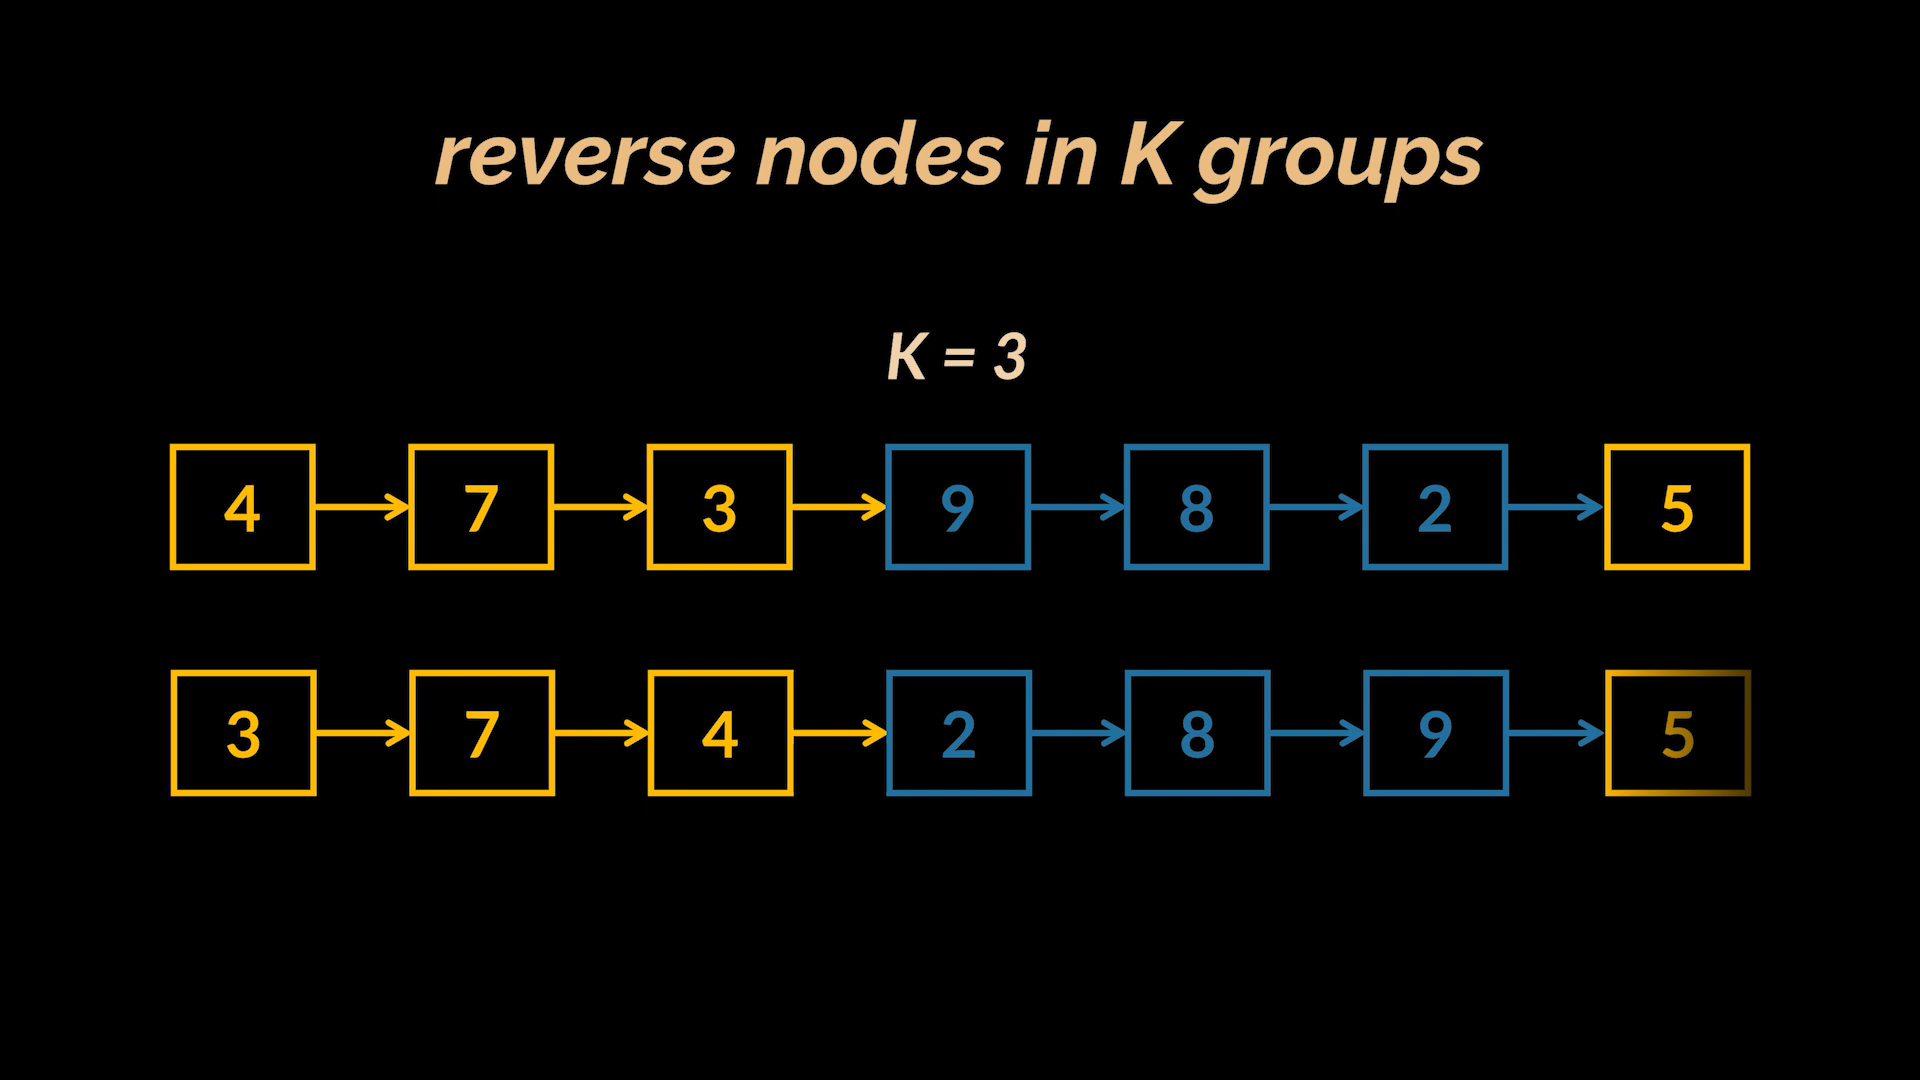 reverse nodes in K groups
K = 3
4 7 3 9 8 2 5
3 7 4 2 8 9 5